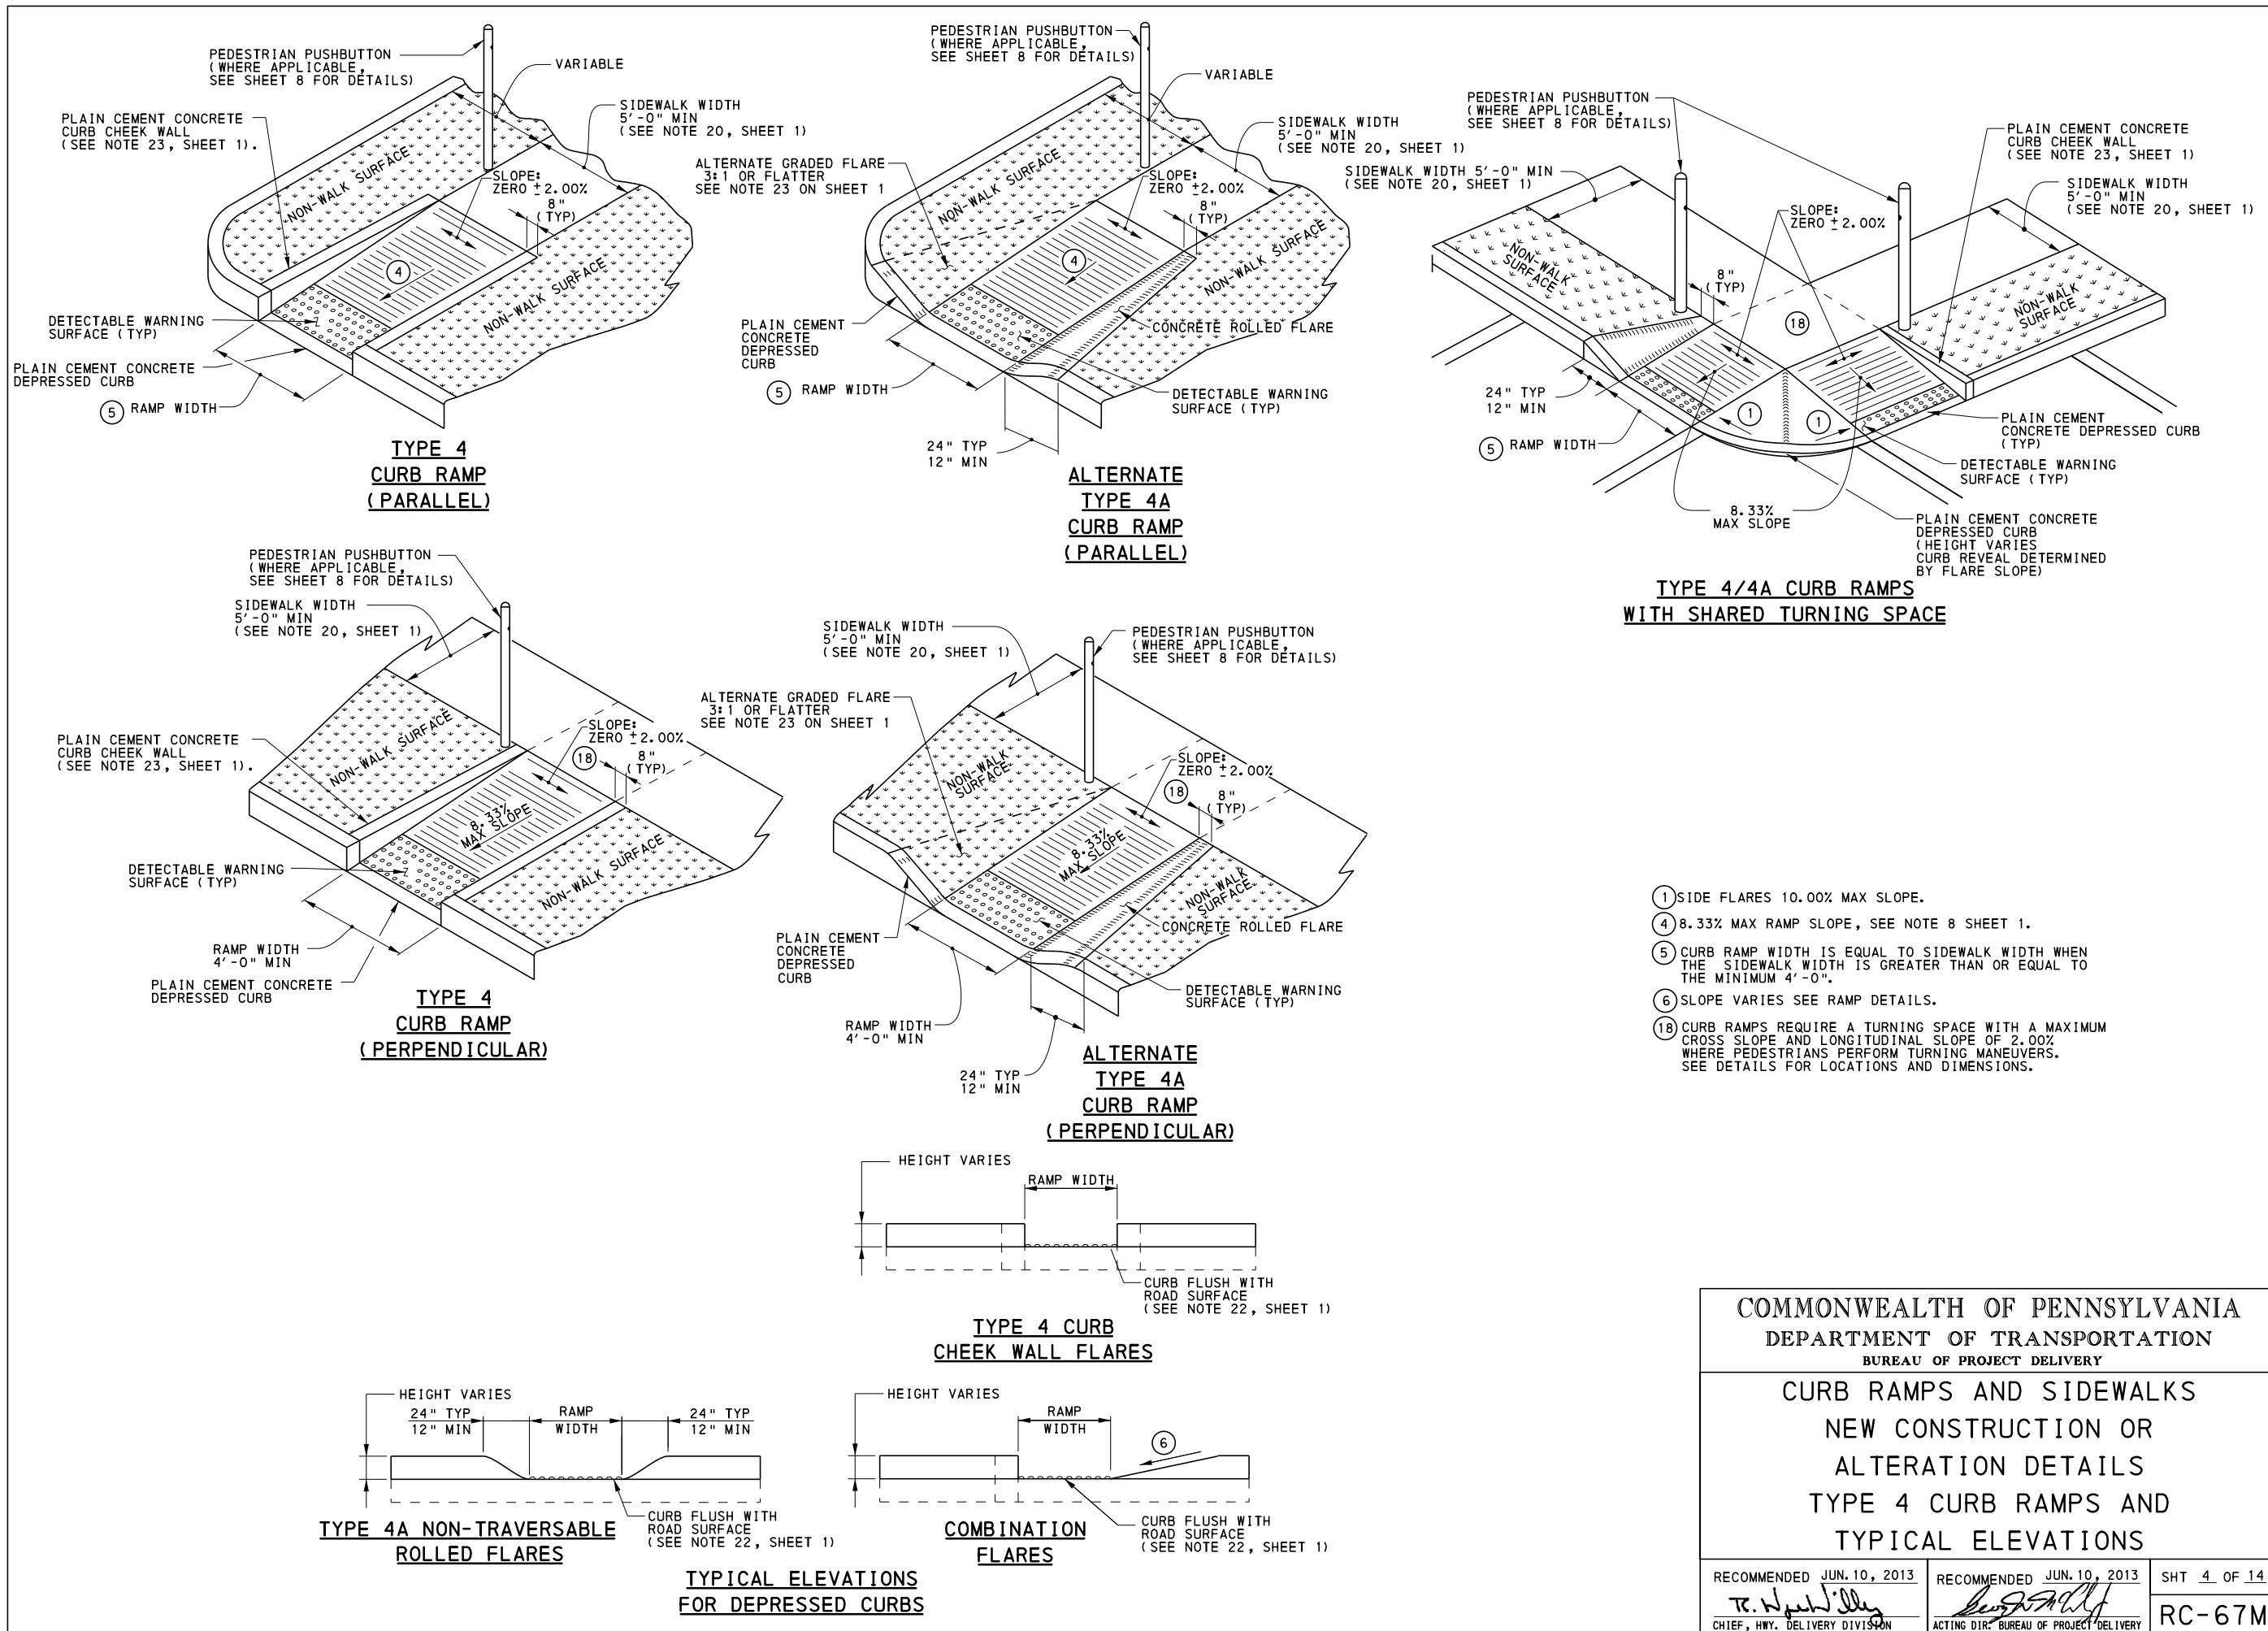 PEDESTRIAN PUSHBUTTON
(WHERE APPLICABLE,
SEE SHEET 8 FOR DETAILS)
VARIABLE
PLAIN CEMENT CONCRETE
CURB CHEEK WALL
(SEE NOTE 23, SHEET 1).
SIDEWALK WIDTH
5'-0" MIN
(SEE NOTE 20, SHEET 1)
NON-WALK SURFACE
SLOPE:
ZERO ±2.00%
8"
(TYP)
4
NON-WALK SURFACE
DETECTABLE WARNING
SURFACE (TYP)
PLAIN CEMENT CONCRETE
DEPRESSED CURB
5 RAMP WIDTH
TYPE 4
CURB RAMP
(PARALLEL)
PEDESTRIAN PUSHBUTTON
(WHERE APPLICABLE,
SEE SHEET 8 FOR DETAILS)
VARIABLE
SIDEWALK WIDTH
5'-0" MIN
(SEE NOTE 20, SHEET 1)
ALTERNATE GRADED FLARE
3:1 OR FLATTER
SEE NOTE 23 ON SHEET 1
NON-WALK SURFACE
SLOPE:
ZERO ±2.00%
8"
(TYP)
4
NON-WALK SURFACE
PLAIN CEMENT
CONCRETE
DEPRESSED
CURB
CONCRETE ROLLED FLARE
5 RAMP WIDTH
DETECTABLE WARNING
SURFACE (TYP)
24" TYP
12" MIN
ALTERNATE
TYPE 4A
CURB RAMP
(PARALLEL)
PEDESTRIAN PUSHBUTTON
(WHERE APPLICABLE,
SEE SHEET 8 FOR DETAILS)
PLAIN CEMENT CONCRETE
CURB CHEEK WALL
(SEE NOTE 23, SHEET 1)
SIDEWALK WIDTH 5'-0" MIN
(SEE NOTE 20, SHEET 1)
SIDEWALK WIDTH
5'-0" MIN
(SEE NOTE 20, SHEET 1)
SLOPE:
ZERO ±2.00%
NON-WALK
SURFACE
8"
(TYP)
18
NON-WALK
SURFACE
24" TYP
12" MIN
1
1
5 RAMP WIDTH
PLAIN CEMENT
CONCRETE DEPRESSED CURB
(TYP)
DETECTABLE WARNING
SURFACE (TYP)
8.33%
MAX SLOPE
PLAIN CEMENT CONCRETE
DEPRESSED CURB
(HEIGHT VARIES
CURB REVEAL DETERMINED
BY FLARE SLOPE)
TYPE 4/4A CURB RAMPS
WITH SHARED TURNING SPACE
PEDESTRIAN PUSHBUTTON
(WHERE APPLICABLE,
SEE SHEET 8 FOR DETAILS)
SIDEWALK WIDTH
5'-0" MIN
(SEE NOTE 20, SHEET 1)
PLAIN CEMENT CONCRETE
CURB CHEEK WALL
(SEE NOTE 23, SHEET 1).
NON-WALK SURFACE
SLOPE:
ZERO ±2.00%
18
8"
(TYP)
8.33%
MAX SLOPE
NON-WALK SURFACE
DETECTABLE WARNING
SURFACE (TYP)
RAMP WIDTH
4'-0" MIN
PLAIN CEMENT CONCRETE
DEPRESSED CURB
TYPE 4
CURB RAMP
(PERPENDICULAR)
SIDEWALK WIDTH
5'-0" MIN
(SEE NOTE 20, SHEET 1)
PEDESTRIAN PUSHBUTTON
(WHERE APPLICABLE,
SEE SHEET 8 FOR DETAILS)
ALTERNATE GRADED FLARE
3:1 OR FLATTER
SEE NOTE 23 ON SHEET 1
NON-WALK
SURFACE
SLOPE:
ZERO ±2.00%
18
8"
(TYP)
8.33%
MAX SLOPE
NON-WALK
SURFACE
CONCRETE ROLLED FLARE
PLAIN CEMENT
CONCRETE
DEPRESSED
CURB
DETECTABLE WARNING
SURFACE (TYP)
RAMP WIDTH
4'-0" MIN
24" TYP
12" MIN
ALTERNATE
TYPE 4A
CURB RAMP
(PERPENDICULAR)
1 SIDE FLARES 10.00% MAX SLOPE.
4 8.33% MAX RAMP SLOPE, SEE NOTE 8 SHEET 1.
5 CURB RAMP WIDTH IS EQUAL TO SIDEWALK WIDTH WHEN
THE SIDEWALK WIDTH IS GREATER THAN OR EQUAL TO
THE MINIMUM 4'-0".
6 SLOPE VARIES SEE RAMP DETAILS.
18 CURB RAMPS REQUIRE A TURNING SPACE WITH A MAXIMUM
CROSS SLOPE AND LONGITUDINAL SLOPE OF 2.00%
WHERE PEDESTRIANS PERFORM TURNING MANEUVERS.
SEE DETAILS FOR LOCATIONS AND DIMENSIONS.
HEIGHT VARIES
RAMP WIDTH
CURB FLUSH WITH
ROAD SURFACE
(SEE NOTE 22, SHEET 1)
TYPE 4 CURB
CHEEK WALL FLARES
HEIGHT VARIES
24" TYP
12" MIN
RAMP
WIDTH
24" TYP
12" MIN
CURB FLUSH WITH
ROAD SURFACE
(SEE NOTE 22, SHEET 1)
TYPE 4A NON-TRAVERSABLE
ROLLED FLARES
HEIGHT VARIES
RAMP
WIDTH
6
CURB FLUSH WITH
ROAD SURFACE
(SEE NOTE 22, SHEET 1)
COMBINATION
FLARES
TYPICAL ELEVATIONS
FOR DEPRESSED CURBS
COMMONWEALTH OF PENNSYLVANIA
DEPARTMENT OF TRANSPORTATION
BUREAU OF PROJECT DELIVERY
CURB RAMPS AND SIDEWALKS
NEW CONSTRUCTION OR
ALTERATION DETAILS
TYPE 4 CURB RAMPS AND
TYPICAL ELEVATIONS
RECOMMENDED JUN. 10, 2013
CHIEF, HWY. DELIVERY DIVISION
RECOMMENDED JUN. 10, 2013
ACTING DIR. BUREAU OF PROJECT DELIVERY
SHT 4 OF 14
RC-67M